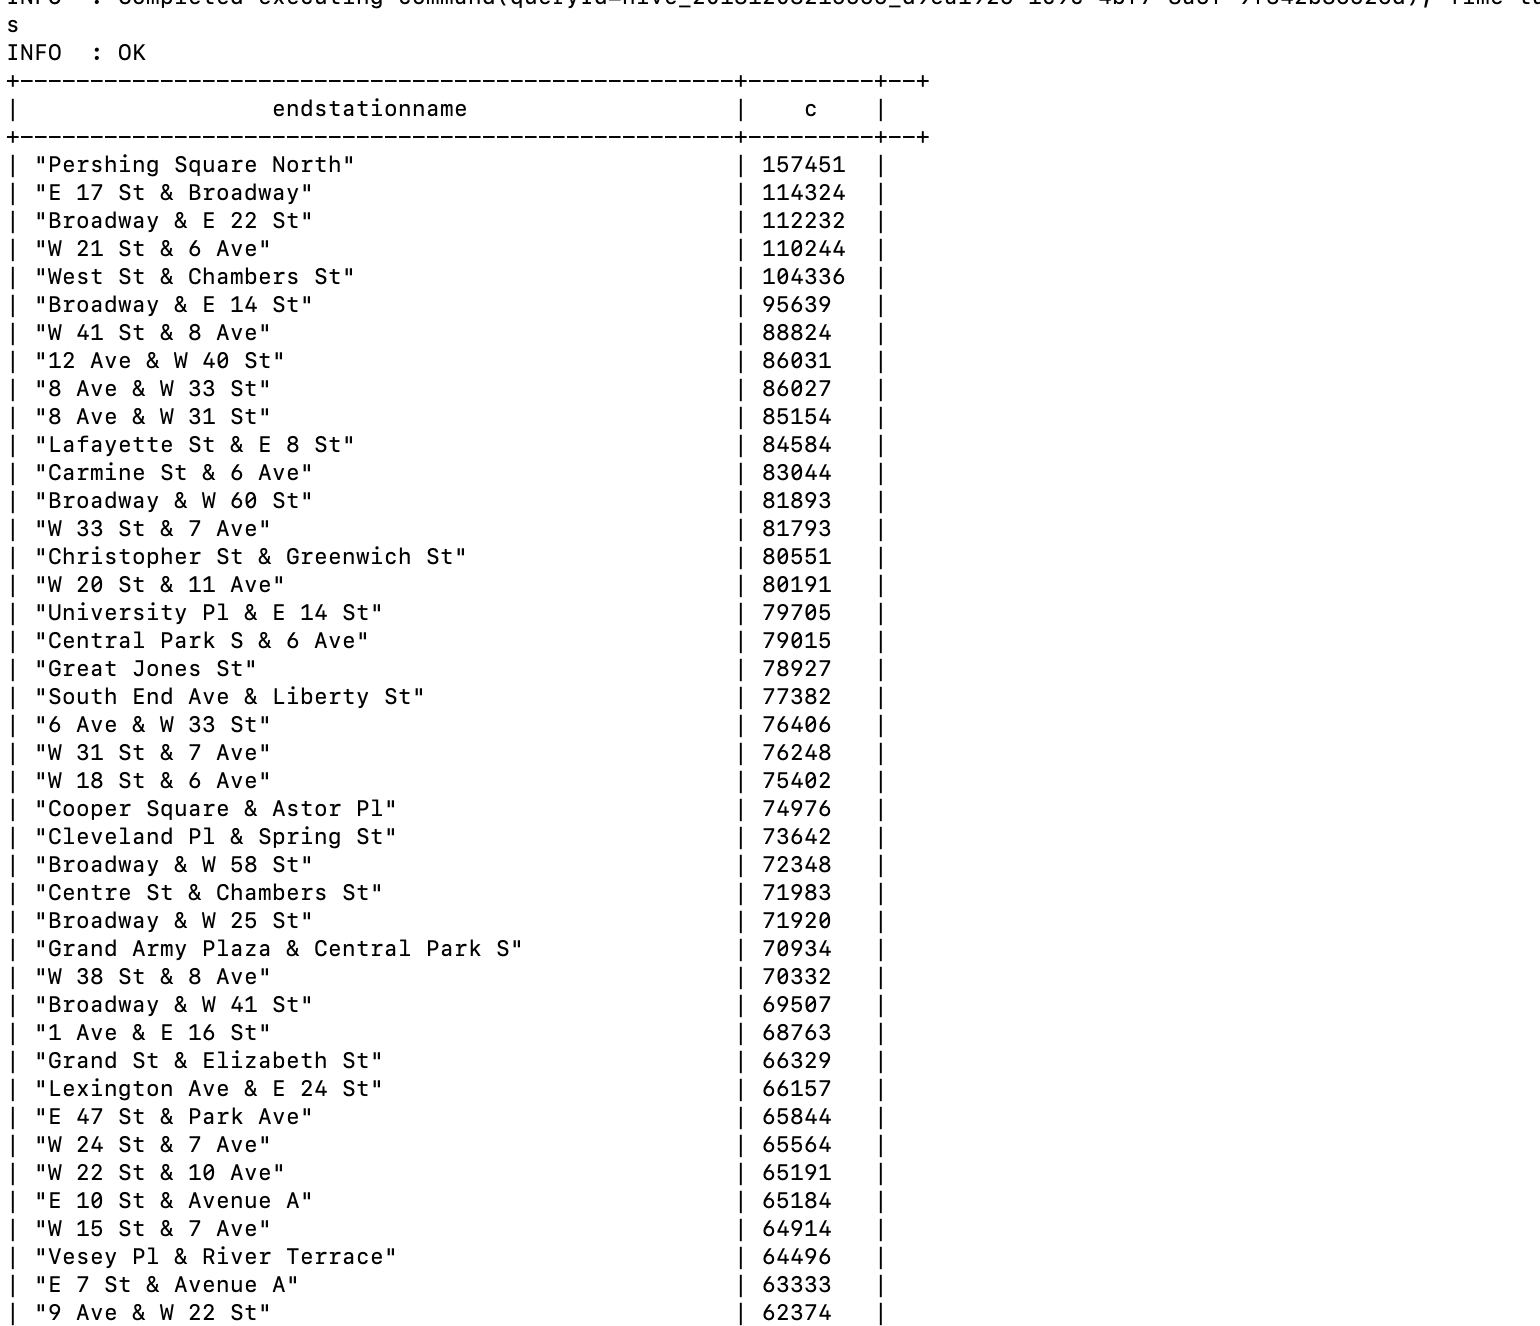 s
INFO  : OK
+---------------------------------------------------+---------+--+
|                  endstationname                   |    c    |
+---------------------------------------------------+---------+--+
| "Pershing Square North"                           | 157451  |
| "E 17 St & Broadway"                              | 114324  |
| "Broadway & E 22 St"                              | 112232  |
| "W 21 St & 6 Ave"                                 | 110244  |
| "West St & Chambers St"                           | 104336  |
| "Broadway & E 14 St"                              | 95639   |
| "W 41 St & 8 Ave"                                 | 88824   |
| "12 Ave & W 40 St"                                | 86031   |
| "8 Ave & W 33 St"                                 | 86027   |
| "8 Ave & W 31 St"                                 | 85154   |
| "Lafayette St & E 8 St"                           | 84584   |
| "Carmine St & 6 Ave"                              | 83044   |
| "Broadway & W 60 St"                              | 81893   |
| "W 33 St & 7 Ave"                                 | 81793   |
| "Christopher St & Greenwich St"                   | 80551   |
| "W 20 St & 11 Ave"                                | 80191   |
| "University Pl & E 14 St"                         | 79705   |
| "Central Park S & 6 Ave"                          | 79015   |
| "Great Jones St"                                  | 78927   |
| "South End Ave & Liberty St"                      | 77382   |
| "6 Ave & W 33 St"                                 | 76406   |
| "W 31 St & 7 Ave"                                 | 76248   |
| "W 18 St & 6 Ave"                                 | 75402   |
| "Cooper Square & Astor Pl"                        | 74976   |
| "Cleveland Pl & Spring St"                        | 73642   |
| "Broadway & W 58 St"                              | 72348   |
| "Centre St & Chambers St"                         | 71983   |
| "Broadway & W 25 St"                              | 71920   |
| "Grand Army Plaza & Central Park S"               | 70934   |
| "W 38 St & 8 Ave"                                 | 70332   |
| "Broadway & W 41 St"                              | 69507   |
| "1 Ave & E 16 St"                                 | 68763   |
| "Grand St & Elizabeth St"                         | 66329   |
| "Lexington Ave & E 24 St"                         | 66157   |
| "E 47 St & Park Ave"                              | 65844   |
| "W 24 St & 7 Ave"                                 | 65564   |
| "W 22 St & 10 Ave"                                | 65191   |
| "E 10 St & Avenue A"                              | 65184   |
| "W 15 St & 7 Ave"                                 | 64914   |
| "Vesey Pl & River Terrace"                        | 64496   |
| "E 7 St & Avenue A"                               | 63333   |
| "9 Ave & W 22 St"                                 | 62374   |